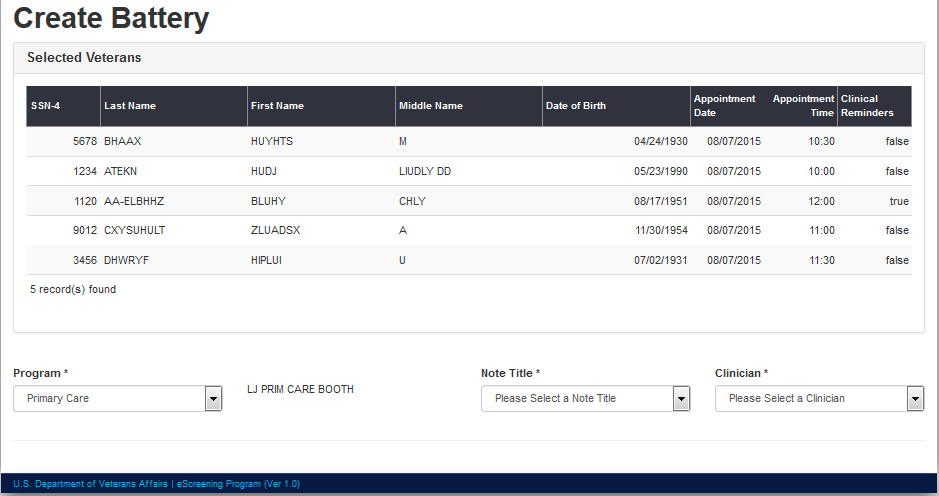 Create Battery
Selected Veterans
SSN-4 Last Name First Name Middle Name Date of Birth Appointment Date Appointment Time Clinical Reminders
5678 BHAAX HUYHTS M 04/24/1930 08/07/2015 10:30 false
1234 ATEKN HUDJ LIUDLY DD 05/23/1990 08/07/2015 10:00 false
1120 AA-ELBHHZ BLUHY CHLY 08/17/1951 08/07/2015 12:00 true
9012 CXYSUHULT ZLUADSX A 11/30/1954 08/07/2015 11:00 false
3456 DHWRYF HIPLUI U 07/02/1931 08/07/2015 11:30 false
5 record(s) found
Program * Note Title * Clinician *
Primary Care LJ PRIM CARE BOOTH Please Select a Note Title Please Select a Clinician
U.S. Department of Veterans Affairs | eScreening Program (Ver 1.0)